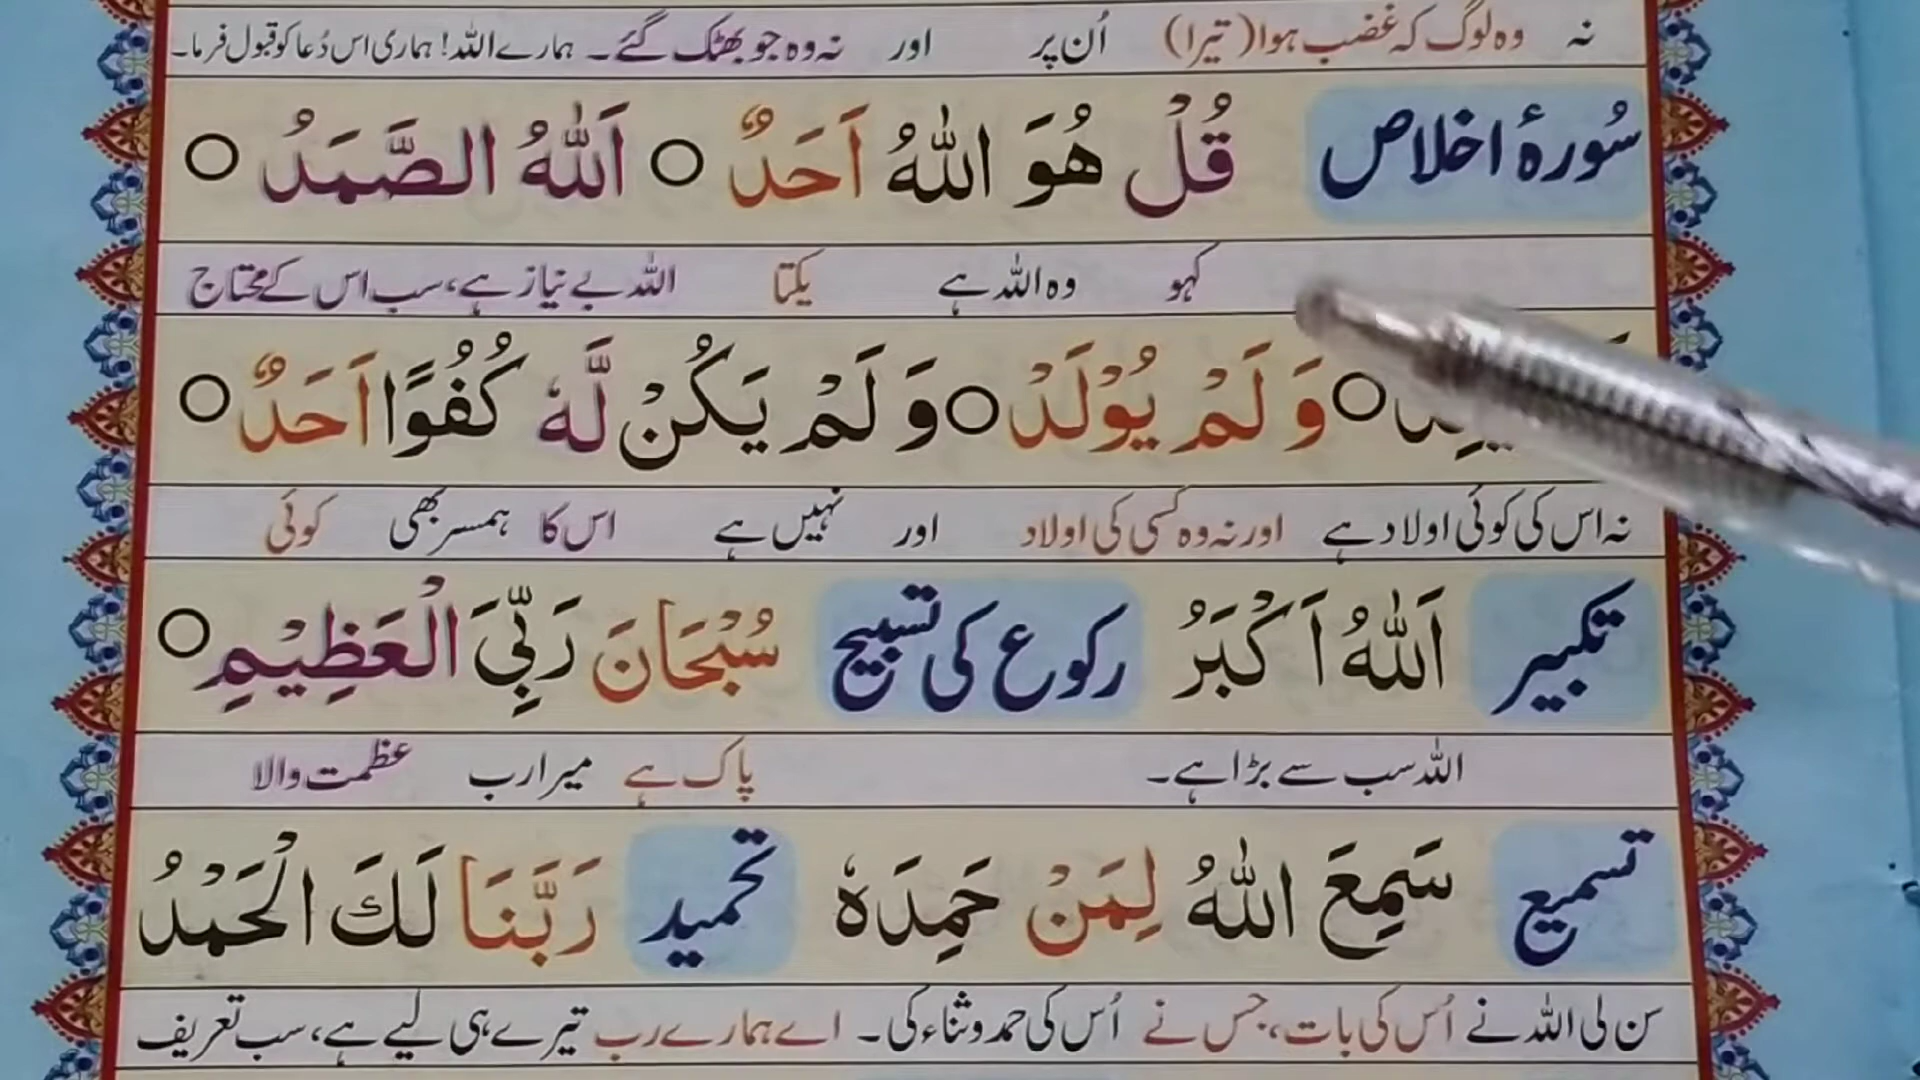 نہ وہ لوگ کہ غضب ہوا (تیرا) اُن پر اور نہ وہ جو بھٹک گئے۔ ہمارے اللہ! ہماری اس دُعا کو قبول فرما۔
سُورۂ اخلاص قُلْ هُوَ اللّٰهُ اَحَدٌ ○ اَللّٰهُ الصَّمَدُ ○
کہو وہ اللہ ہے یکتا اللہ بے نیاز ہے، سب اس کے محتاج
وَ لَمْ يُوْلَدْ ○ وَ لَمْ يَكُنْ لَّهٗ كُفُوًا اَحَدٌ ○
نہ اس کی کوئی اولاد ہے اور نہ وہ کسی کی اولاد اور نہیں ہے اس کا ہمسر بھی کوئی
تکبیر اَللّٰهُ اَكْبَرُ رکوع کی تسبیح سُبْحَانَ رَبِّيَ الْعَظِيْمِ ○
اللہ سب سے بڑا ہے۔ پاک ہے میرا رب عظمت والا
تسمیع سَمِعَ اللّٰهُ لِمَنْ حَمِدَهٗ تحمید رَبَّنَا لَكَ الْحَمْدُ
سن لی اللہ نے اُس کی بات، جس نے اُس کی حمد و ثناء کی۔ اے ہمارے رب تیرے ہی لیے ہے، سب تعریف